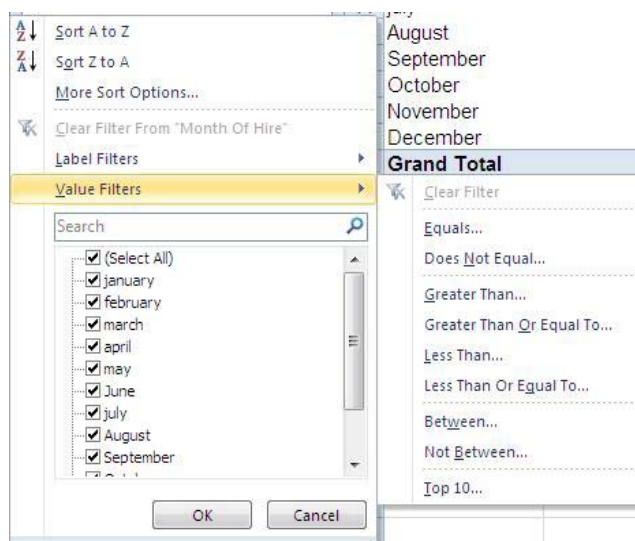 Sort A to Z
Sort Z to A
More Sort Options...
Clear Filter From "Month Of Hire"
Label Filters
Value Filters
Search
(Select All)
january
february
march
april
may
June
july
August
September
OK
Cancel
july
August
September
October
November
December
Grand Total
Clear Filter
Equals...
Does Not Equal...
Greater Than...
Greater Than Or Equal To...
Less Than...
Less Than Or Equal To...
Between...
Not Between...
Top 10...